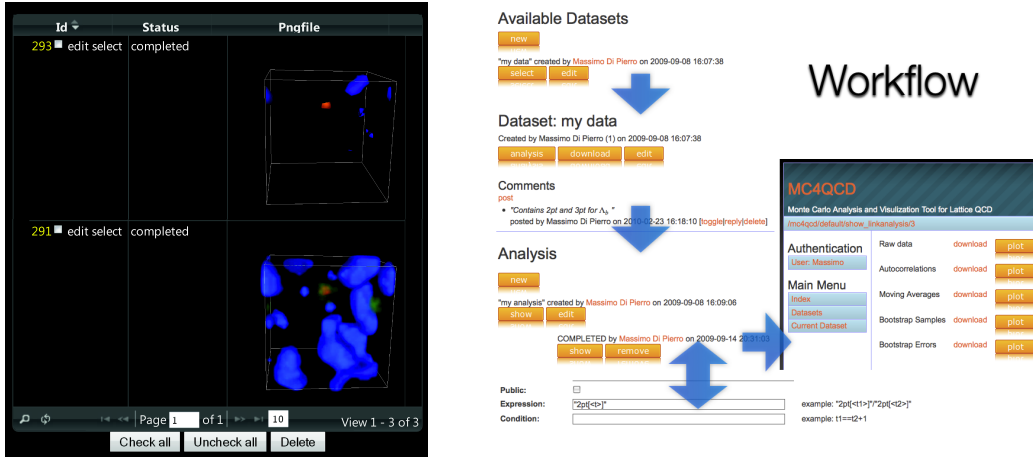 Id Status Pngfile
293 edit select completed
291 edit select completed
Page 1 of 1 10 View 1 - 3 of 3
Check all Uncheck all Delete
Available Datasets
new
"my data" created by Massimo Di Pierro on 2009-09-08 16:07:38
select edit
Dataset: my data
Created by Massimo Di Pierro (1) on 2009-09-08 16:07:38
analysis download edit
Comments
post
• "Contains 2pt and 3pt for Λb "
posted by Massimo Di Pierro on 2010-02-23 16:18:10 [toggle|reply|delete]
Analysis
new
"my analysis" created by Massimo Di Pierro on 2009-09-08 16:09:06
show edit
COMPLETED by Massimo Di Pierro on 2009-09-14 20:31:03
show remove
Public:
Expression: "2pt[<t>]" example: "2pt[<t1>]"/"2pt[<t2>]"
Condition: example: t1==t2+1
Workflow
MC4QCD
Monte Carlo Analysis and Visulization Tool for Lattice QCD
/mc4qcd/default/show_linkanalysis/3
Authentication
User: Massimo
Main Menu
Index
Datasets
Current Dataset
Raw data download plot
Autocorrelations download plot
Moving Averages download plot
Bootstrap Samples download plot
Bootstrap Errors download plot